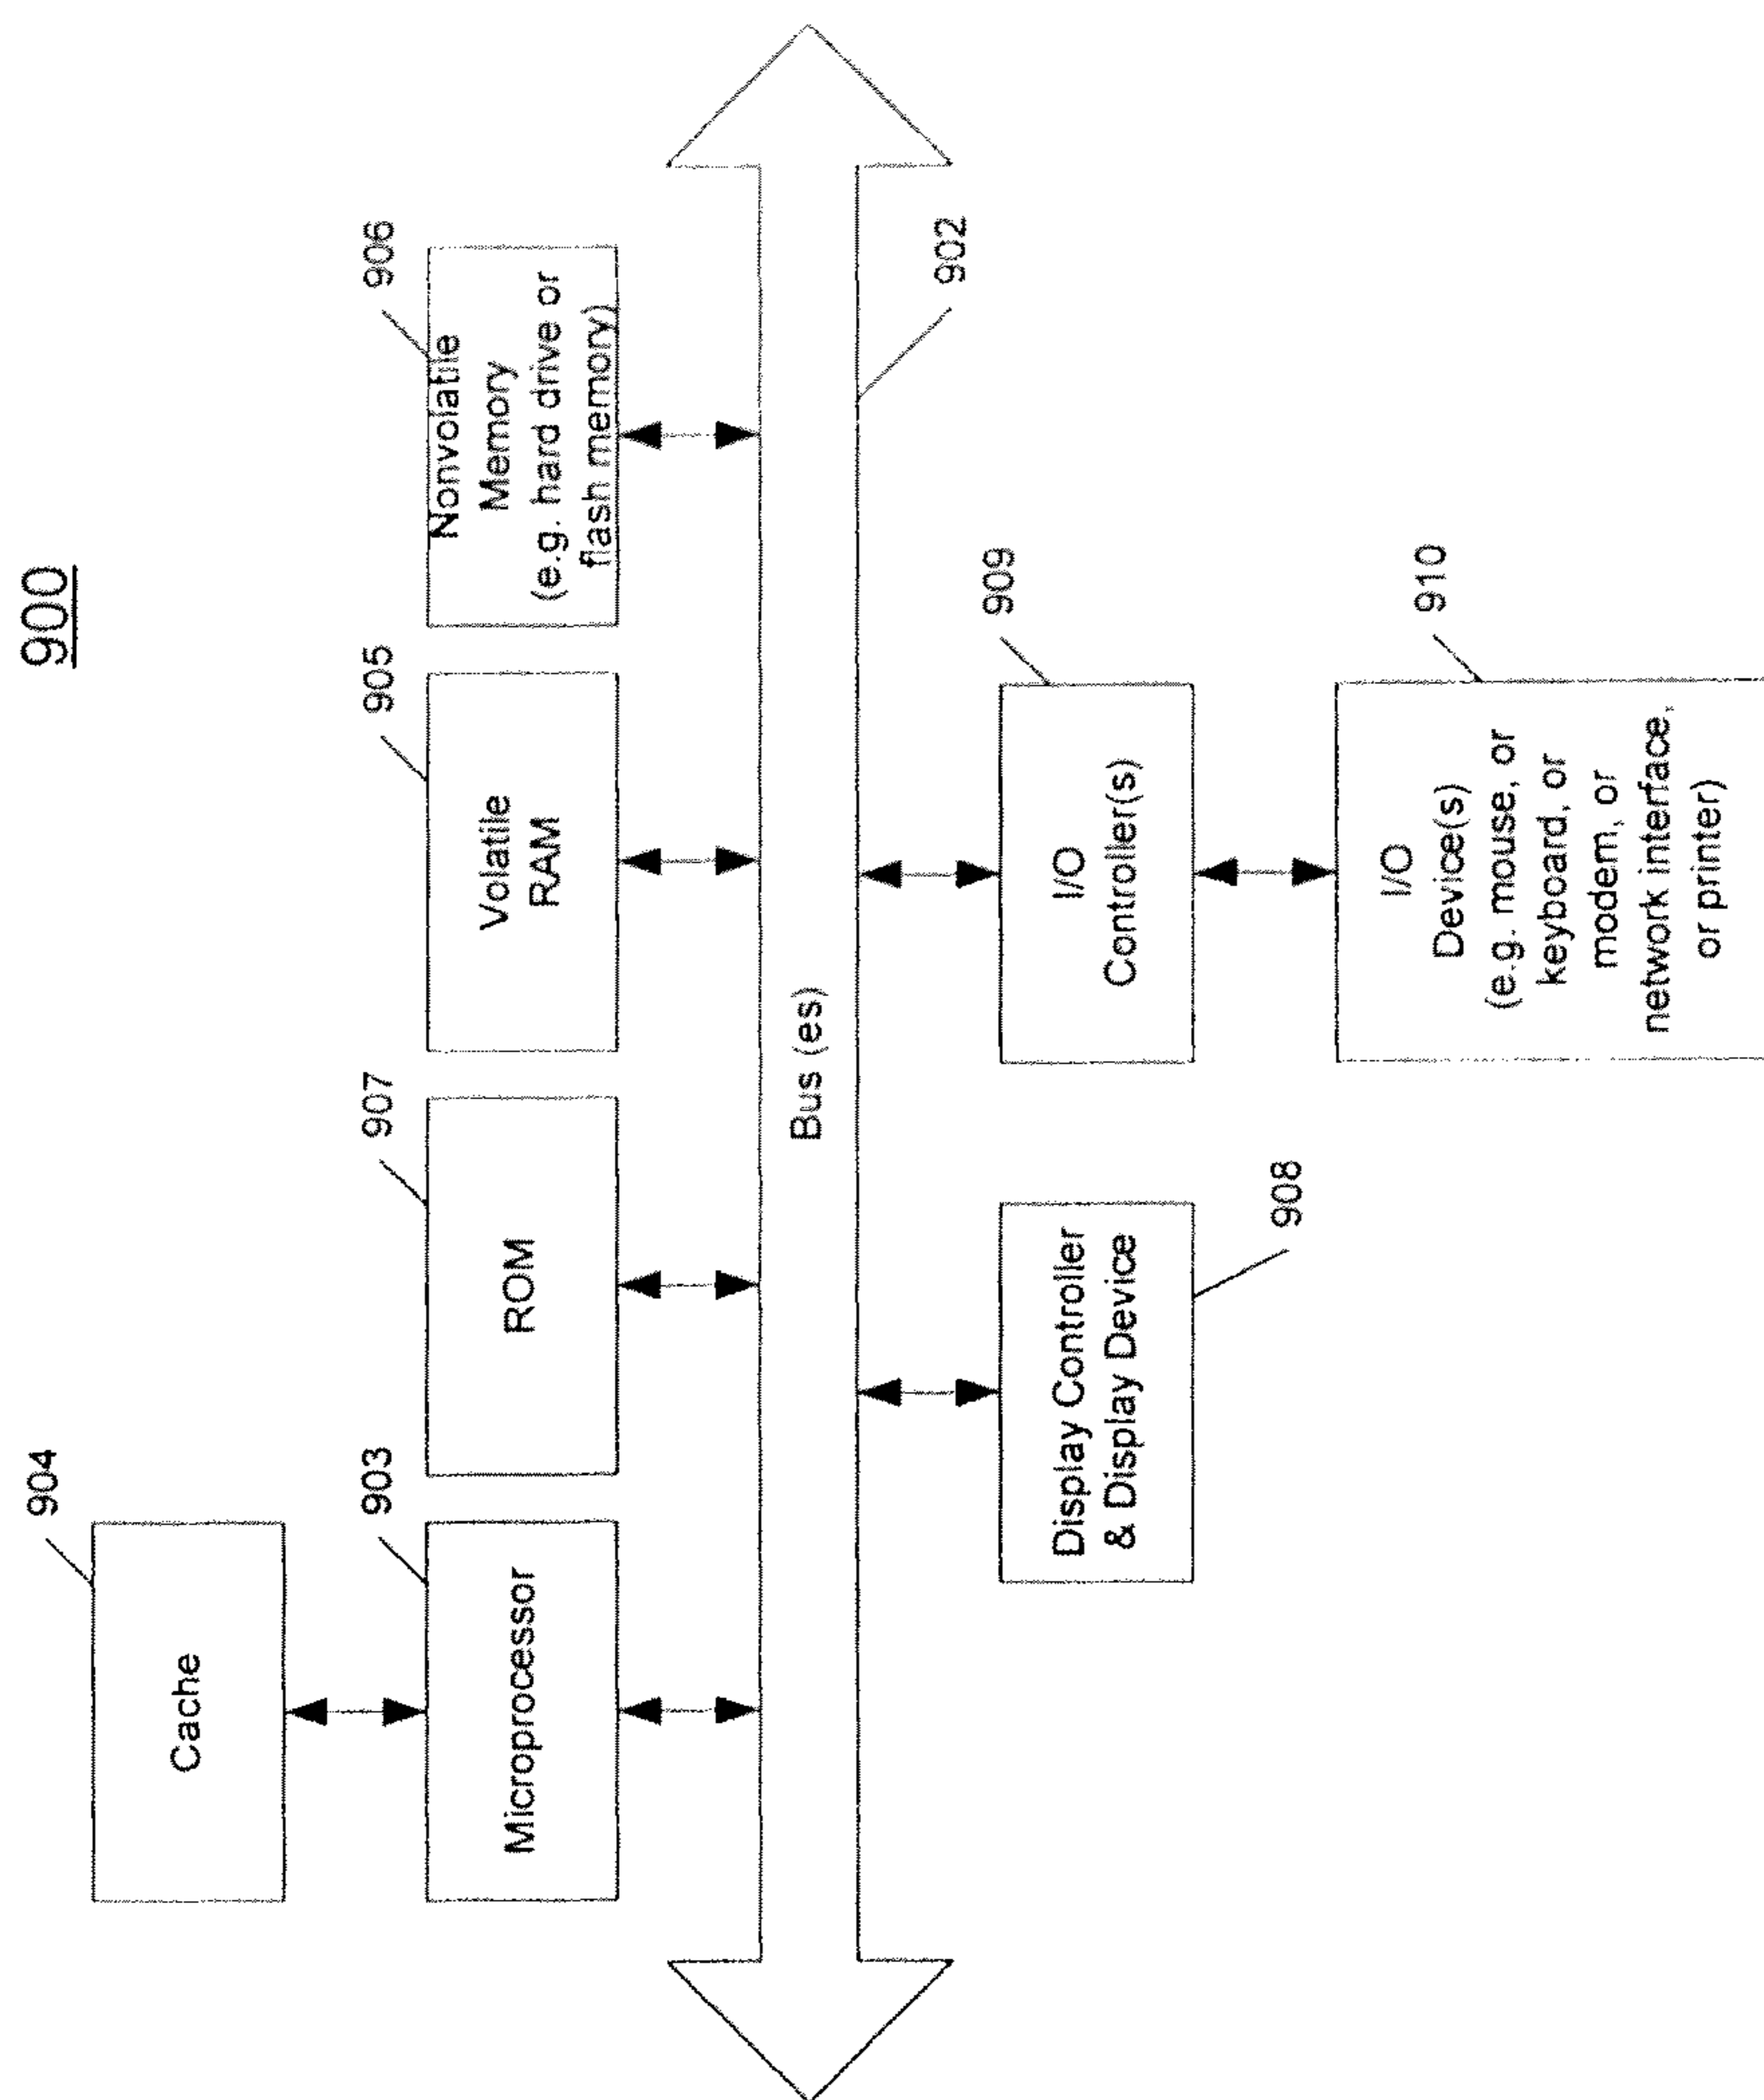 900
904
Cache
903
Microprocessor
907
ROM
905
Volatile
RAM
906
Nonvolatile
Memory
(e.g. hard drive or
flash memory)
Bus (es)
902
Display Controller
& Display Device
908
909
I/O
Controller(s)
910
I/O
Device(s)
(e.g. mouse, or
keyboard, or
modem, or
network interface,
or printer)